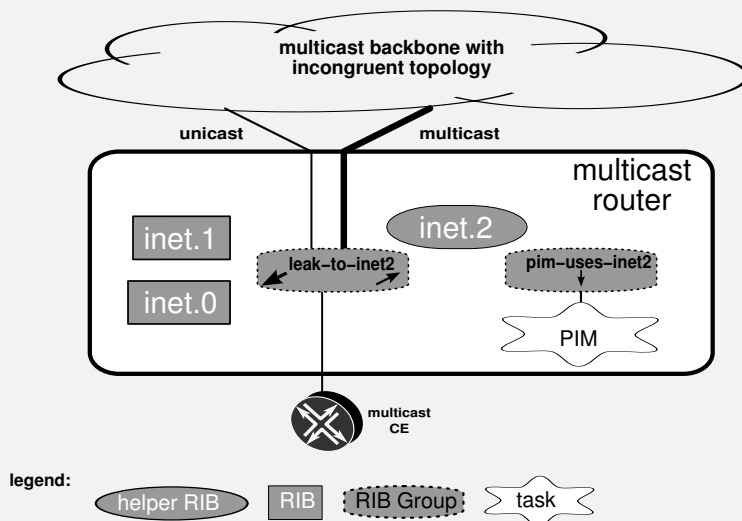 multicast backbone with
incongruent topology
unicast
multicast
multicast
router
inet.1
inet.2
leak-to-inet2
pim-uses-inet2
inet.0
PIM
multicast
CE
legend:
helper RIB
RIB
RIB Group
task